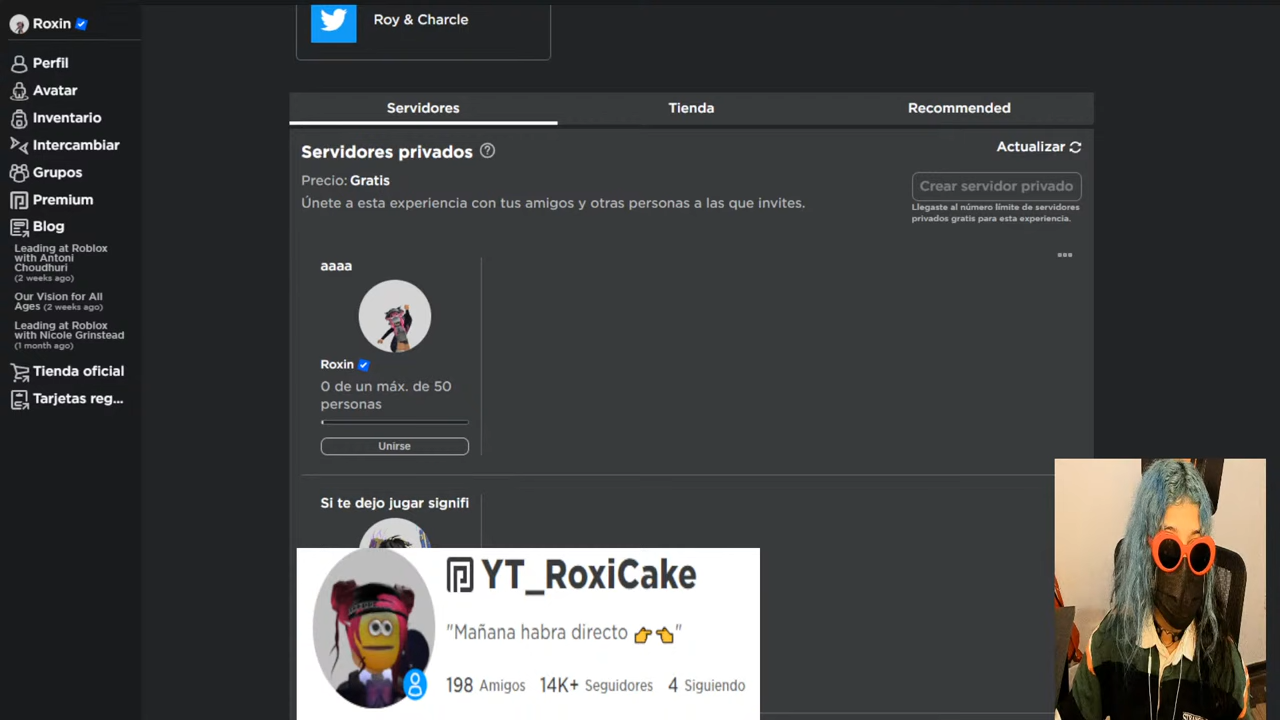 Roxin
Perfil
Avatar
Inventario
Intercambiar
Grupos
Premium
Blog
Leading at Roblox
with Antoni
Choudhuri
(2 weeks ago)
Our Vision for All
Ages (2 weeks ago)
Leading at Roblox
with Nicole Grinstead
(1 month ago)
Tienda oficial
Tarjetas reg...
Roy & Charcle
Servidores
Tienda
Recommended
Servidores privados ?
Actualizar
Precio: Gratis
Únete a esta experiencia con tus amigos y otras personas a las que invites.
Crear servidor privado
Llegaste al número límite de servidores
privados gratis para esta experiencia.
aaaa
Roxin
0 de un máx. de 50
personas
Unirse
Si te dejo jugar signifi
YT_RoxiCake
"Mañana habra directo 👉👈"
198 Amigos 14K+ Seguidores 4 Siguiendo